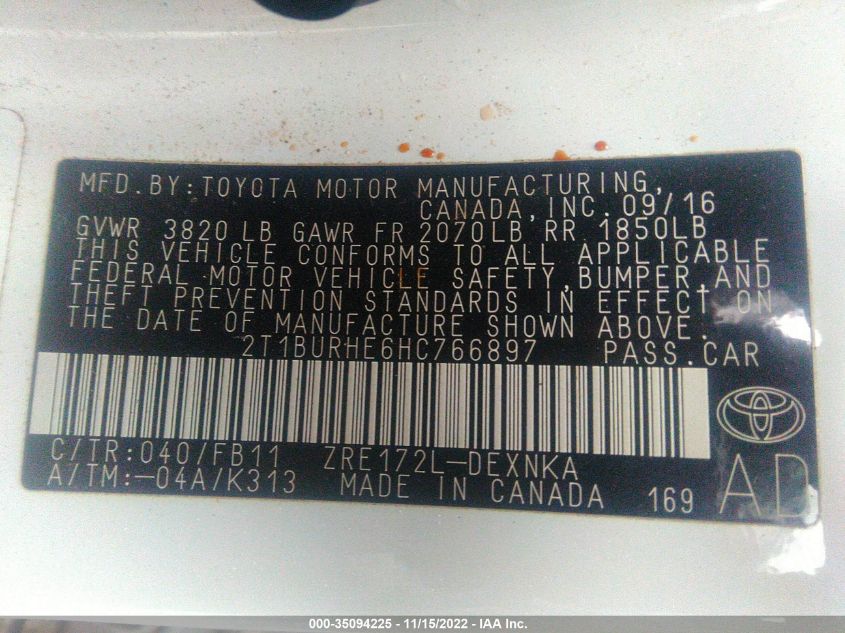 MFD.BY:TOYOTA MOTOR MANUFACTURING,
CANADA,INC.09/16
GVWR 3820 LB GAWR FR 2070LB RR 1850LB
THIS VEHICLE CONFORMS TO ALL APPLICABLE
FEDERAL MOTOR VEHICLE SAFETY,BUMPER,AND
THEFT PREVENTION STANDARDS IN EFFECT ON
THE DATE OF MANUFACTURE SHOWN ABOVE.
2T1BURHE6HC766897 PASS.CAR
C/TR:040/FB11 ZRE172L-DEXNKA
A/TM:-04A/K313 MADE IN CANADA 169 AD
000-35094225 - 11/15/2022 - IAA Inc.